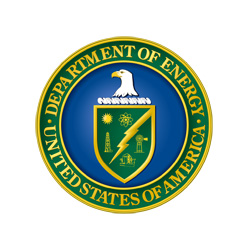 DEPARTMENT OF ENERGY
UNITED STATES OF AMERICA